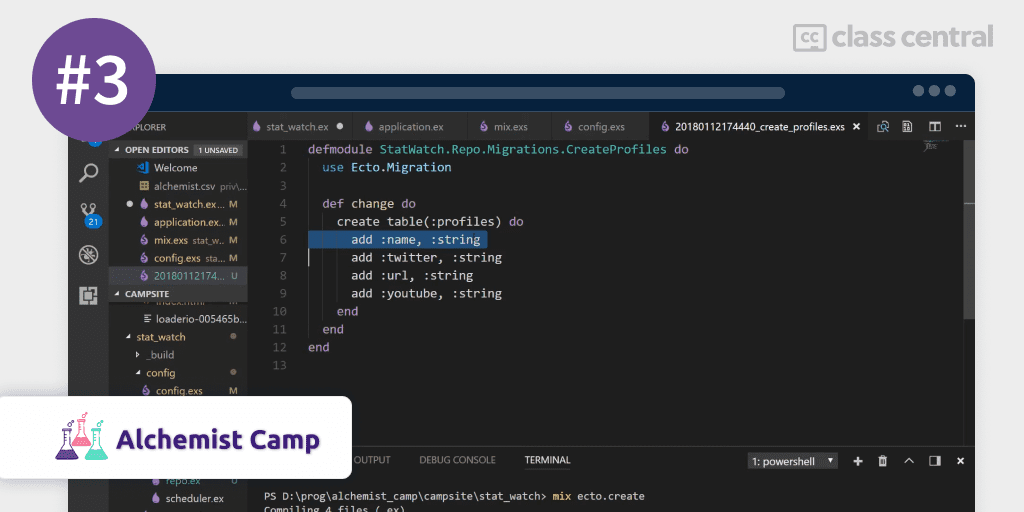 #3
class central
EXPLORER
OPEN EDITORS 1 UNSAVED
Welcome
alchemist.csv priv\...
stat_watch.ex... M
application.ex... M
mix.exs stat_w... M
config.exs sta... M
20180112174... U
CAMPSITE
index.html
loaderio-005465b...
stat_watch
_build
config
config.exs M
repo.ex U
scheduler.ex
21
stat_watch.ex
application.ex
mix.exs
config.exs
20180112174440_create_profiles.exs
1 defmodule StatWatch.Repo.Migrations.CreateProfiles do
2 use Ecto.Migration
3
4 def change do
5 create table(:profiles) do
6 add :name, :string
7 add :twitter, :string
8 add :url, :string
9 add :youtube, :string
10 end
11 end
12 end
13
Alchemist Camp
OUTPUT DEBUG CONSOLE TERMINAL 1: powershell
PS D:\prog\alchemist_camp\campsite\stat_watch> mix ecto.create
Compiling 4 files (.ex)